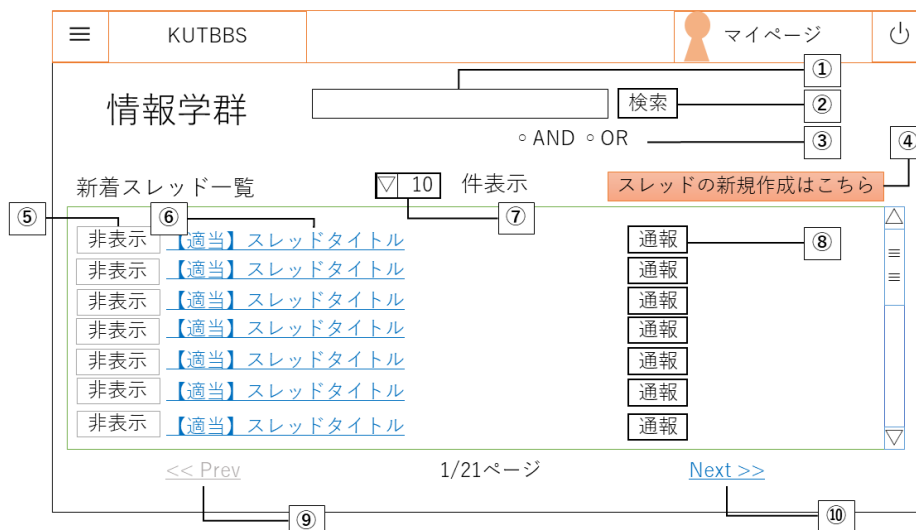 ≡ KUTBBS マイページ
①
情報学群 検索 ②
◦ AND ◦ OR ③
④
新着スレッド一覧 ▽ 10 件表示 スレッドの新規作成はこちら
⑤ ⑥ ⑦
非表示 【適当】スレッドタイトル 通報 ⑧
非表示 【適当】スレッドタイトル 通報
非表示 【適当】スレッドタイトル 通報
非表示 【適当】スレッドタイトル 通報
非表示 【適当】スレッドタイトル 通報
非表示 【適当】スレッドタイトル 通報
非表示 【適当】スレッドタイトル 通報
<< Prev 1/21ページ Next >>
⑨ ⑩